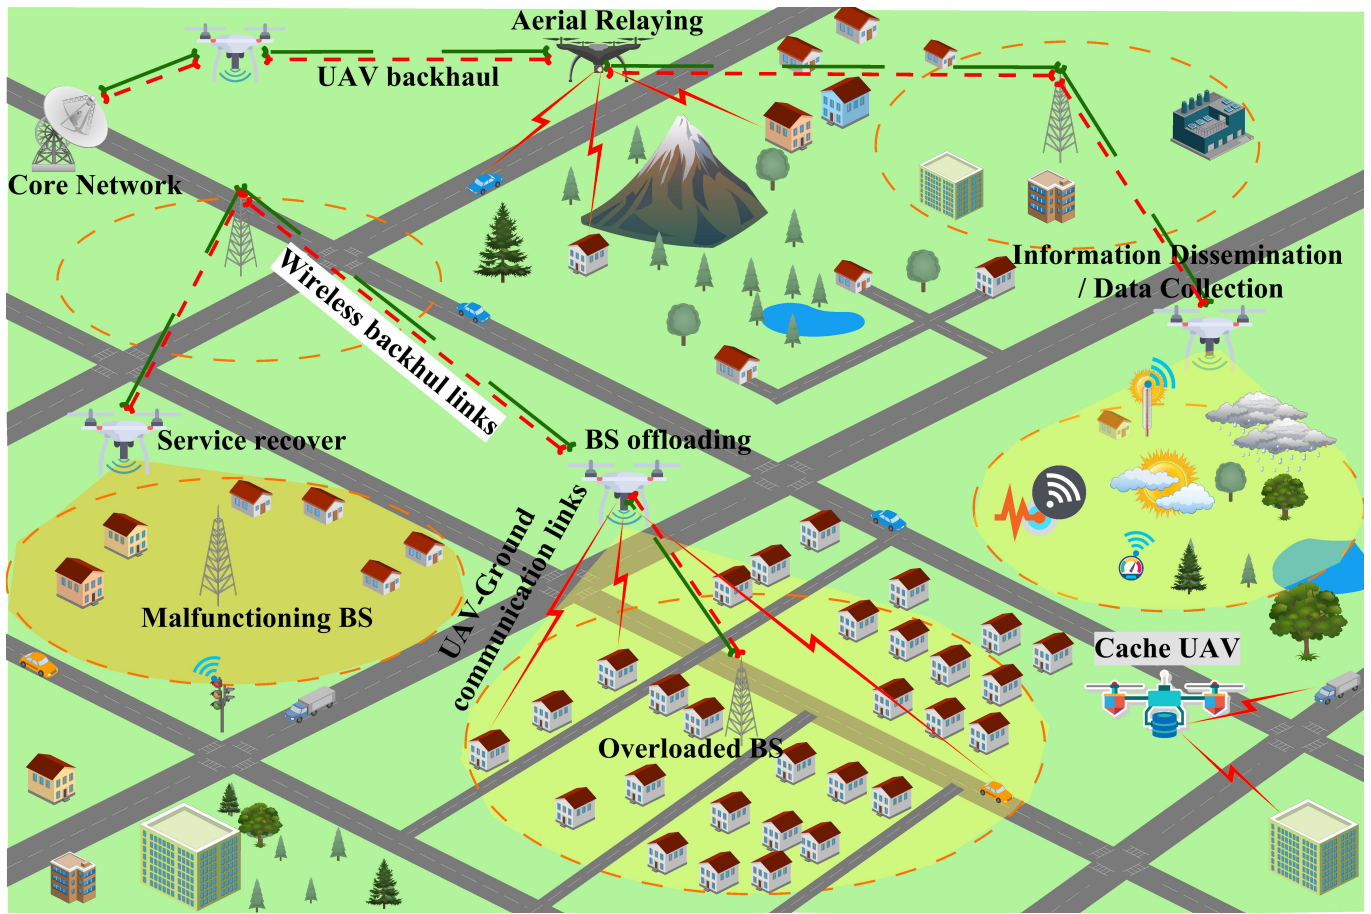 Aerial Relaying
UAV backhaul
Core Network
Information Dissemination
/ Data Collection
Wireless backhul links
Service recover
BS offloading
UAV-Ground
communication links
Malfunctioning BS
Cache UAV
Overloaded BS